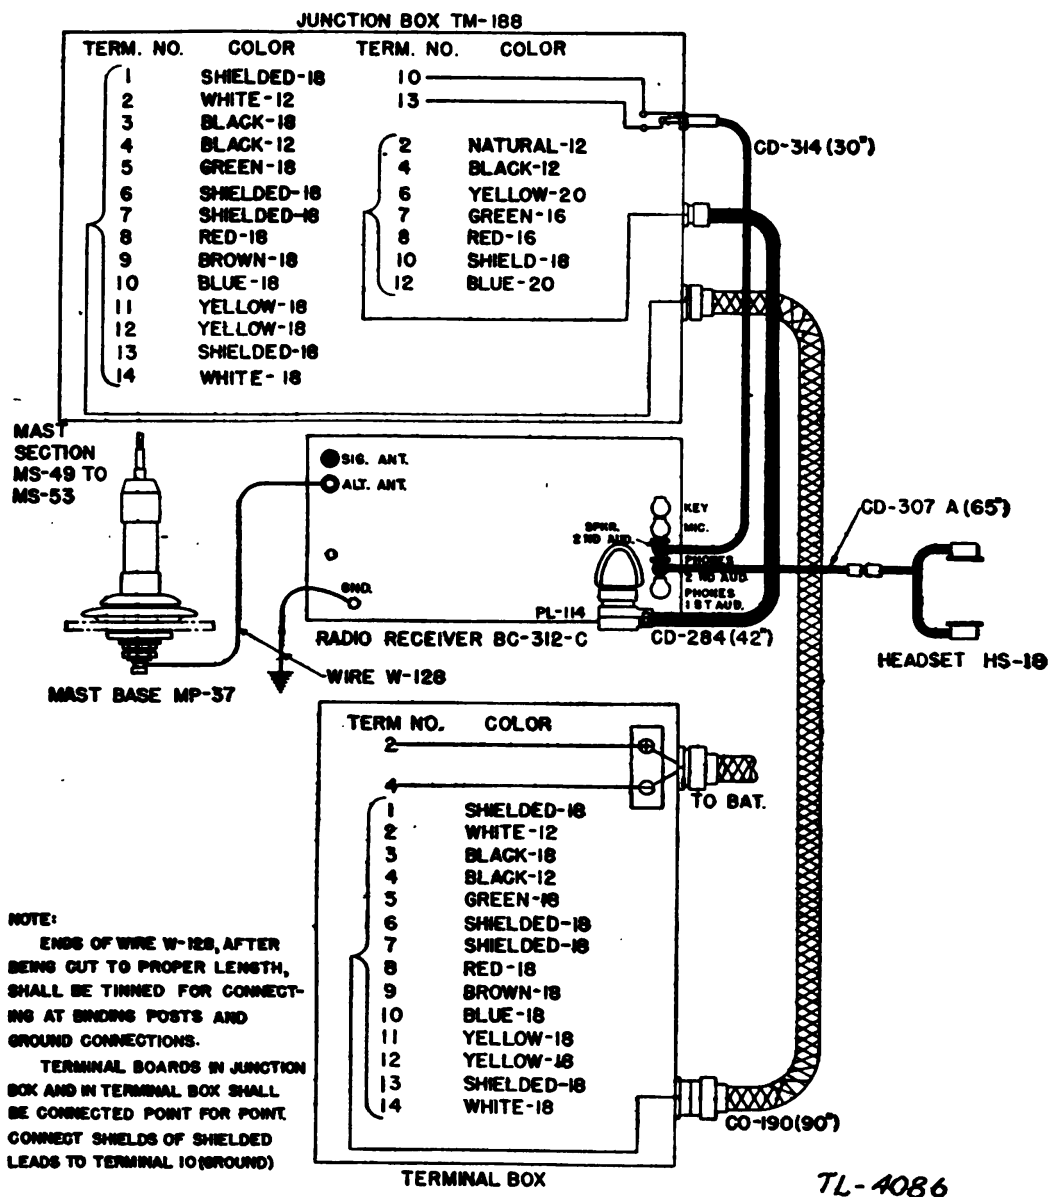 JUNCTION BOX TM-188
TERM. NO. COLOR
1 SHIELDED-18
2 WHITE-12
3 BLACK-18
4 BLACK-12
5 GREEN-18
6 SHIELDED-18
7 SHIELDED-18
8 RED-18
9 BROWN-18
10 BLUE-18
11 YELLOW-18
12 YELLOW-18
13 SHIELDED-18
14 WHITE-18
TERM. NO. COLOR
10
13
2 NATURAL-12
4 BLACK-12
6 YELLOW-20
7 GREEN-16
8 RED-16
10 SHIELD-18
12 BLUE-20
CD-314 (30")
MAST
SECTION
MS-49 TO
MS-53
MAST BASE MP-37
SIG. ANT.
ALT. ANT.
GND.
KEY
MIC.
SPKR.
2 ND AUD.
PHONES
2 ND AUD.
PHONES
1 ST AUD.
PL-114
RADIO RECEIVER BC-312-C
CD-284 (42")
WIRE W-128
CD-307 A (65")
HEADSET HS-18
TERM NO. COLOR
2
4
1 SHIELDED-18
2 WHITE-12
3 BLACK-18
4 BLACK-12
5 GREEN-18
6 SHIELDED-18
7 SHIELDED-18
8 RED-18
9 BROWN-18
10 BLUE-18
11 YELLOW-18
12 YELLOW-18
13 SHIELDED-18
14 WHITE-18
TO BAT.
CO-190 (90")
TERMINAL BOX
NOTE:
ENDS OF WIRE W-128, AFTER
BEING CUT TO PROPER LENGTH,
SHALL BE TINNED FOR CONNECT-
ING AT BINDING POSTS AND
GROUND CONNECTIONS.
TERMINAL BOARDS IN JUNCTION
BOX AND IN TERMINAL BOX SHALL
BE CONNECTED POINT FOR POINT.
CONNECT SHIELDS OF SHIELDED
LEADS TO TERMINAL 10 (GROUND)
TL-4086